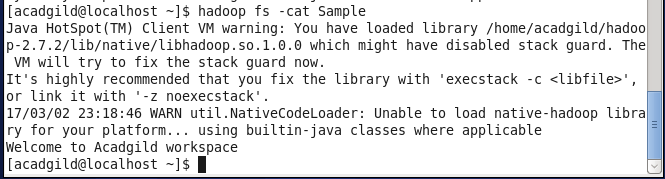 [acadgild@localhost ~]$ hadoop fs -cat Sample
Java HotSpot(TM) Client VM warning: You have loaded library /home/acadgild/hadoo
p-2.7.2/lib/native/libhadoop.so.1.0.0 which might have disabled stack guard. The
 VM will try to fix the stack guard now.
It's highly recommended that you fix the library with 'execstack -c <libfile>',
or link it with '-z noexecstack'.
17/03/02 23:18:46 WARN util.NativeCodeLoader: Unable to load native-hadoop libra
ry for your platform... using builtin-java classes where applicable
Welcome to Acadgild workspace
[acadgild@localhost ~]$